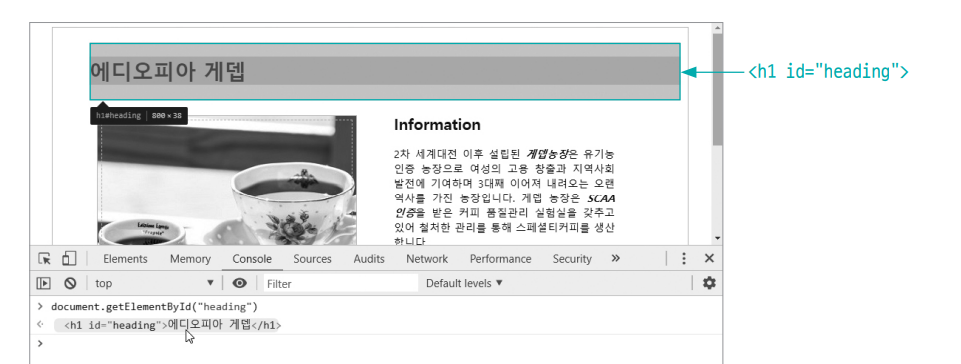 에디오피아 게뎁
<h1 id="heading">
h1#heading | 800 × 38
Information
2차 세계대전 이후 설립된 게뎁농장은 유기농
인증 농장으로 여성의 고용 창출과 지역사회
발전에 기여하며 3대째 이어져 내려오는 오랜
역사를 가진 농장입니다. 게뎁 농장은 SCAA
인증을 받은 커피 품질관리 실험실을 갖추고
있어 철처한 관리를 통해 스페셜티커피를 생산
합니다
Elements Memory Console Sources Audits Network Performance Security »
top ▼ Filter Default levels ▼
> document.getElementById("heading")
<h1 id="heading">에디오피아 게뎁</h1>
>